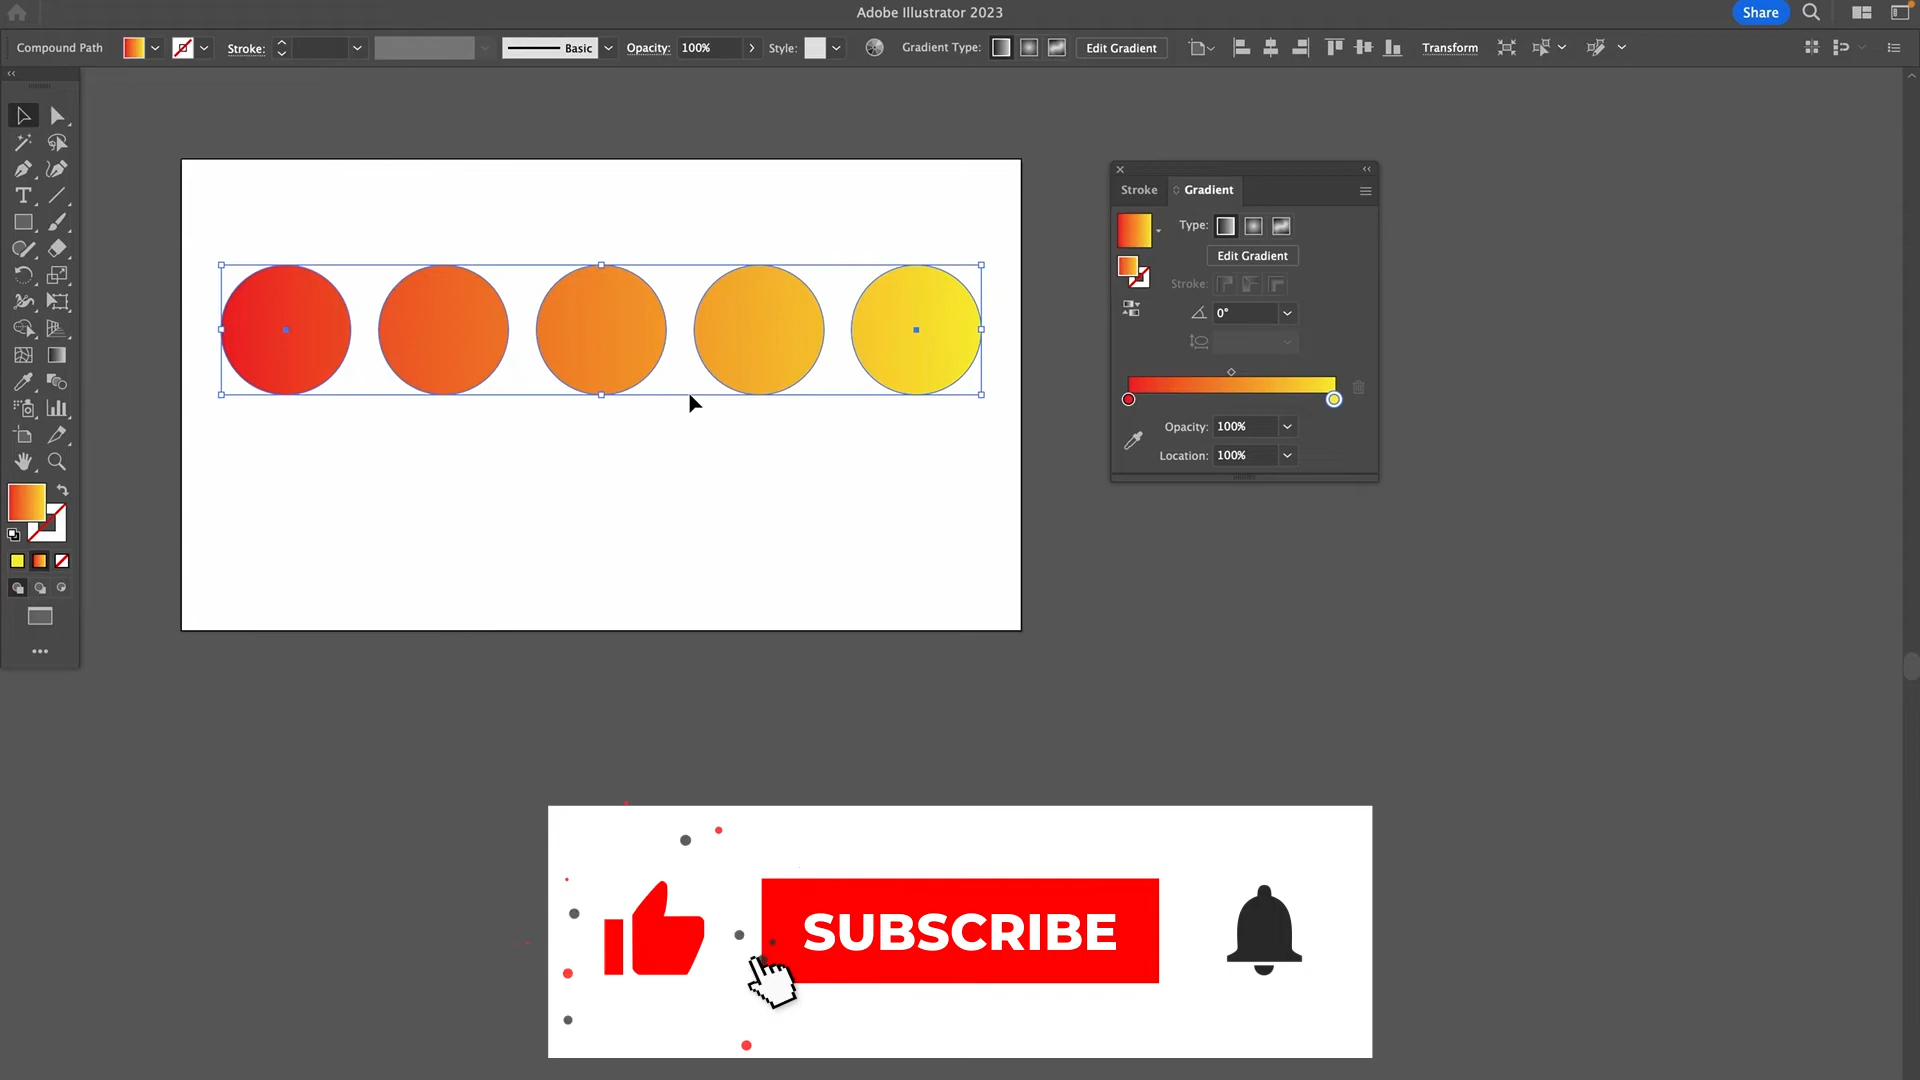 Adobe Illustrator 2023
Share
Compound Path
Stroke:
Basic
Opacity:
100%
Style:
Gradient Type:
Edit Gradient
Transform
Stroke
Gradient
Type:
Edit Gradient
Stroke:
0°
Opacity:
100%
Location:
100%
SUBSCRIBE